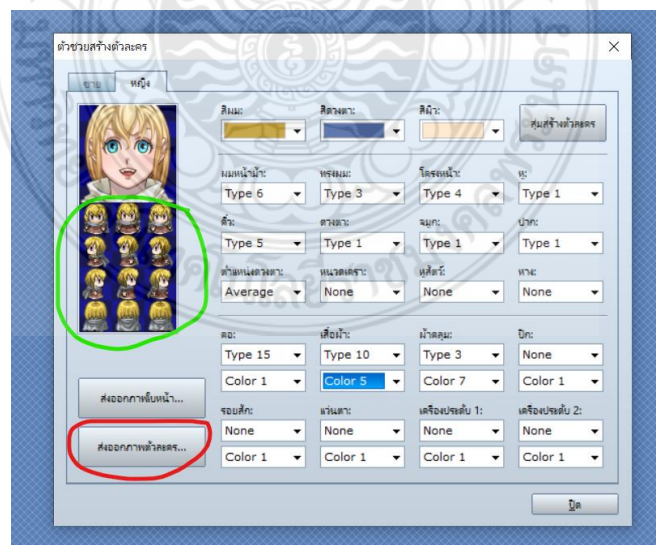 ตัวช่วยสร้างตัวละคร
ชาย หญิง
สีผม: สีดวงตา: สีผิว:
สุ่มสร้างตัวละคร
ผมหน้าม้า: ทรงผม: โครงหน้า: หู:
Type 6 Type 3 Type 4 Type 1
คิ้ว: ดวงตา: จมูก: ปาก:
Type 5 Type 1 Type 1 Type 1
ตำแหน่งดวงตา: หนวดเครา: หูสัตว์: หาง:
Average None None None
คอ: เสื้อผ้า: ผ้าคลุม: ปีก:
Type 15 Type 10 Type 3 None
Color 1 Color 5 Color 7 Color 1
รอยสัก: แว่นตา: เครื่องประดับ 1: เครื่องประดับ 2:
None None None None
Color 1 Color 1 Color 1 Color 1
ส่งออกภาพใบหน้า...
ส่งออกภาพตัวละคร...
ปิด